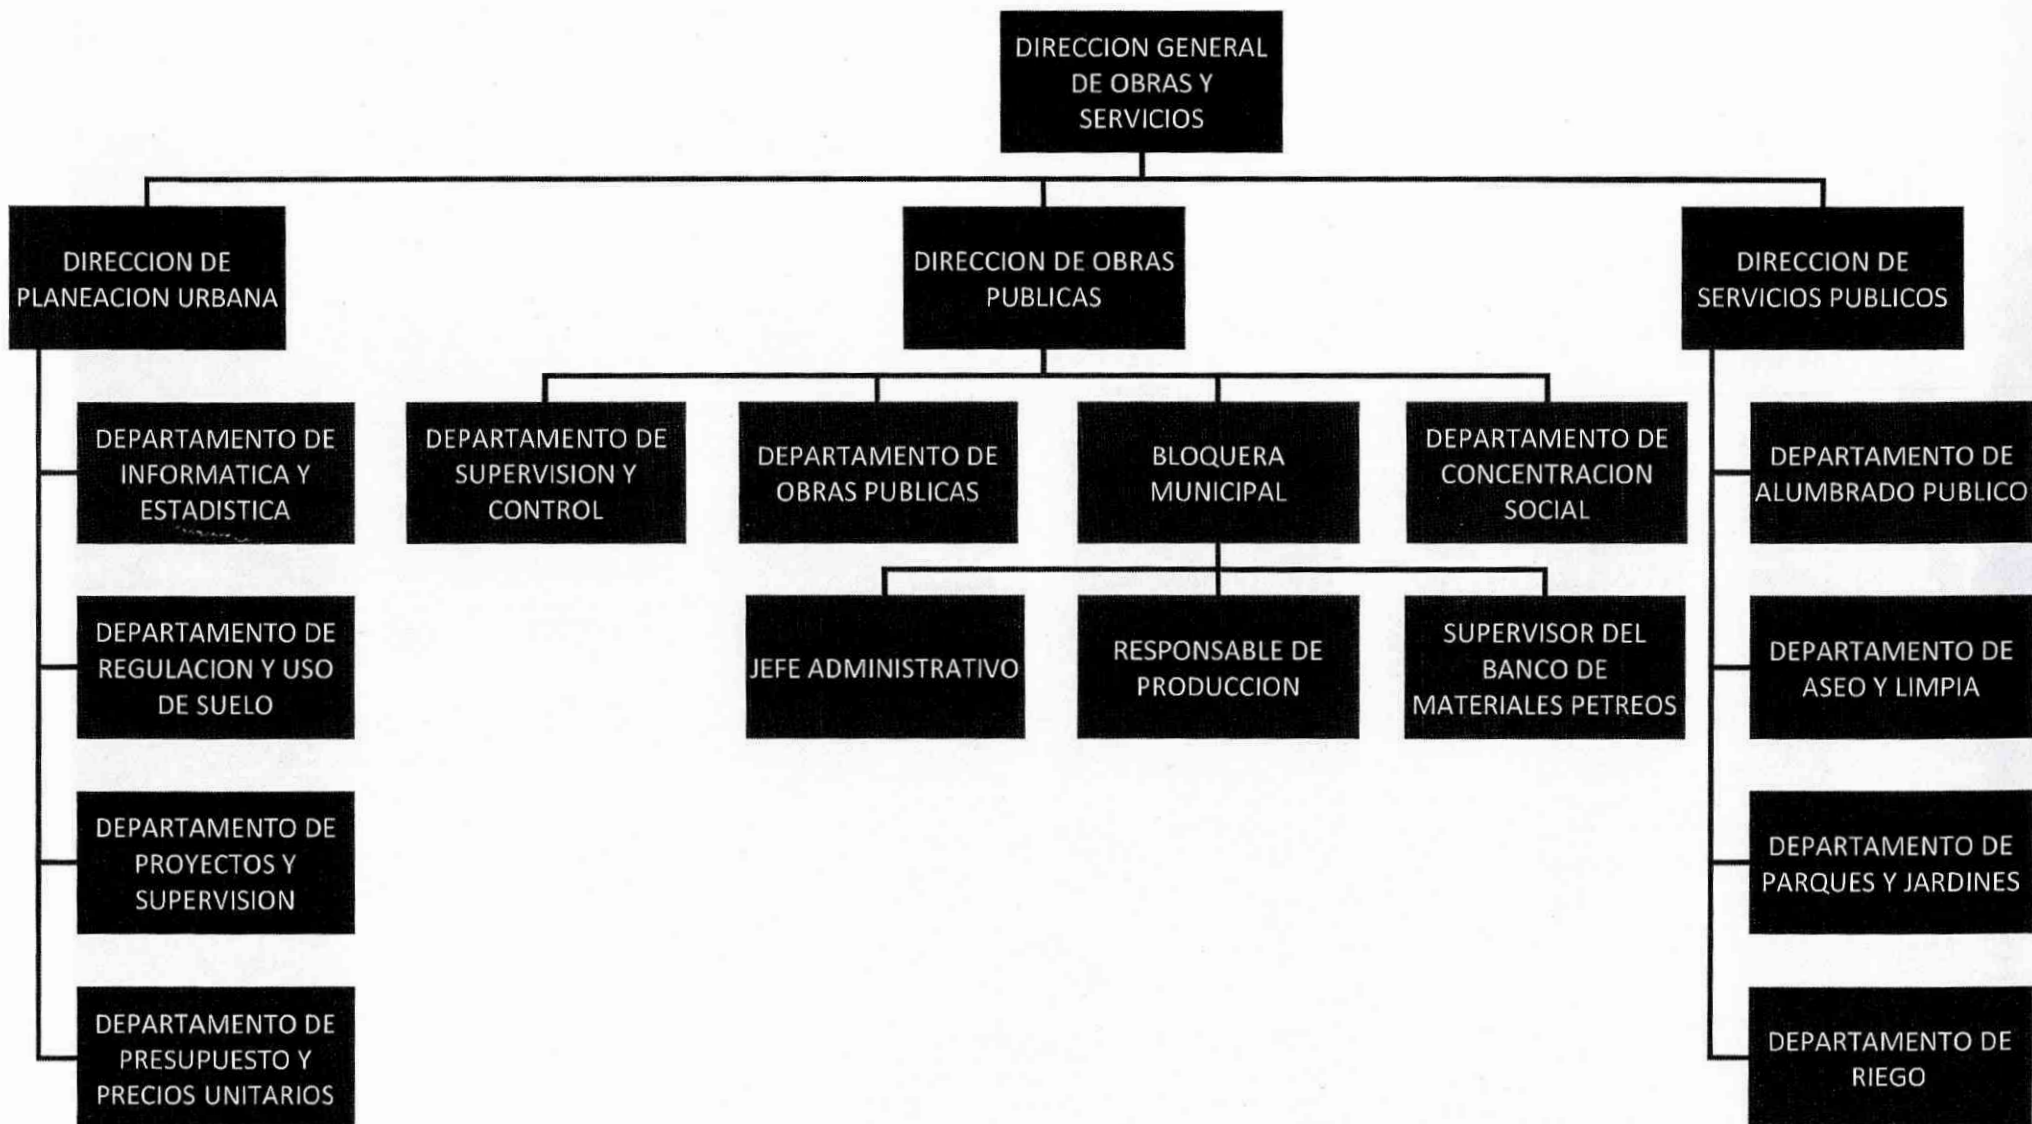 DIRECCION GENERAL
DE OBRAS Y
SERVICIOS
DIRECCION DE
PLANEACION URBANA
DIRECCION DE OBRAS
PUBLICAS
DIRECCION DE
SERVICIOS PUBLICOS
DEPARTAMENTO DE
INFORMATICA Y
ESTADISTICA
DEPARTAMENTO DE
SUPERVISION Y
CONTROL
DEPARTAMENTO DE
OBRAS PUBLICAS
BLOQUERA
MUNICIPAL
DEPARTAMENTO DE
CONCENTRACION
SOCIAL
DEPARTAMENTO DE
ALUMBRADO PUBLICO
DEPARTAMENTO DE
REGULACION Y USO
DE SUELO
JEFE ADMINISTRATIVO
RESPONSABLE DE
PRODUCCION
SUPERVISOR DEL
BANCO DE
MATERIALES PETREOS
DEPARTAMENTO DE
ASEO Y LIMPIA
DEPARTAMENTO DE
PROYECTOS Y
SUPERVISION
DEPARTAMENTO DE
PARQUES Y JARDINES
DEPARTAMENTO DE
PRESUPUESTO Y
PRECIOS UNITARIOS
DEPARTAMENTO DE
RIEGO